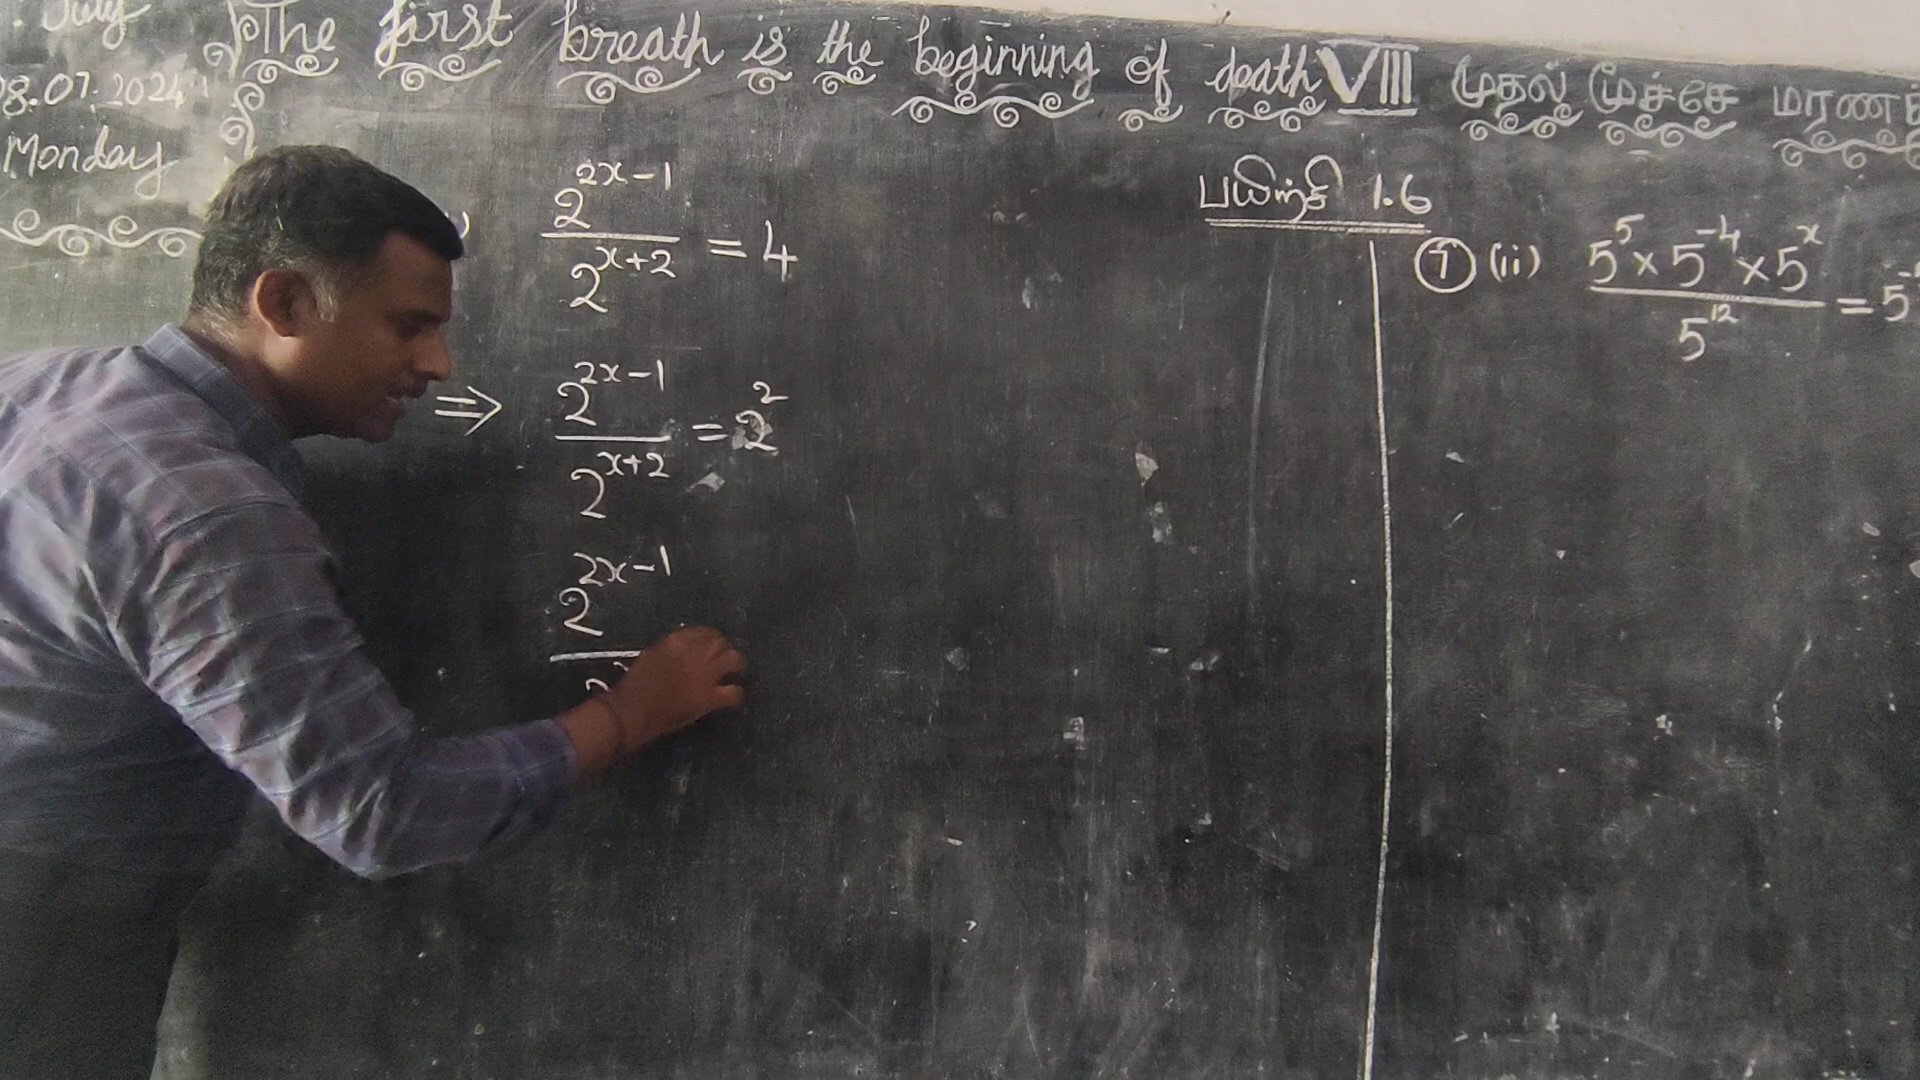 July
08.07.2024
Monday
The first breath is the beginning of death VIII முதல் மூச்சே
2^{2x-1} / 2^{x+2} = 4
⇒ 2^{2x-1} / 2^{x+2} = 2^2
2^{2x-1}
பயிற்சி 1.6
7 (ii) 5^5 × 5^{-4} × 5^x / 5^{12} = 5